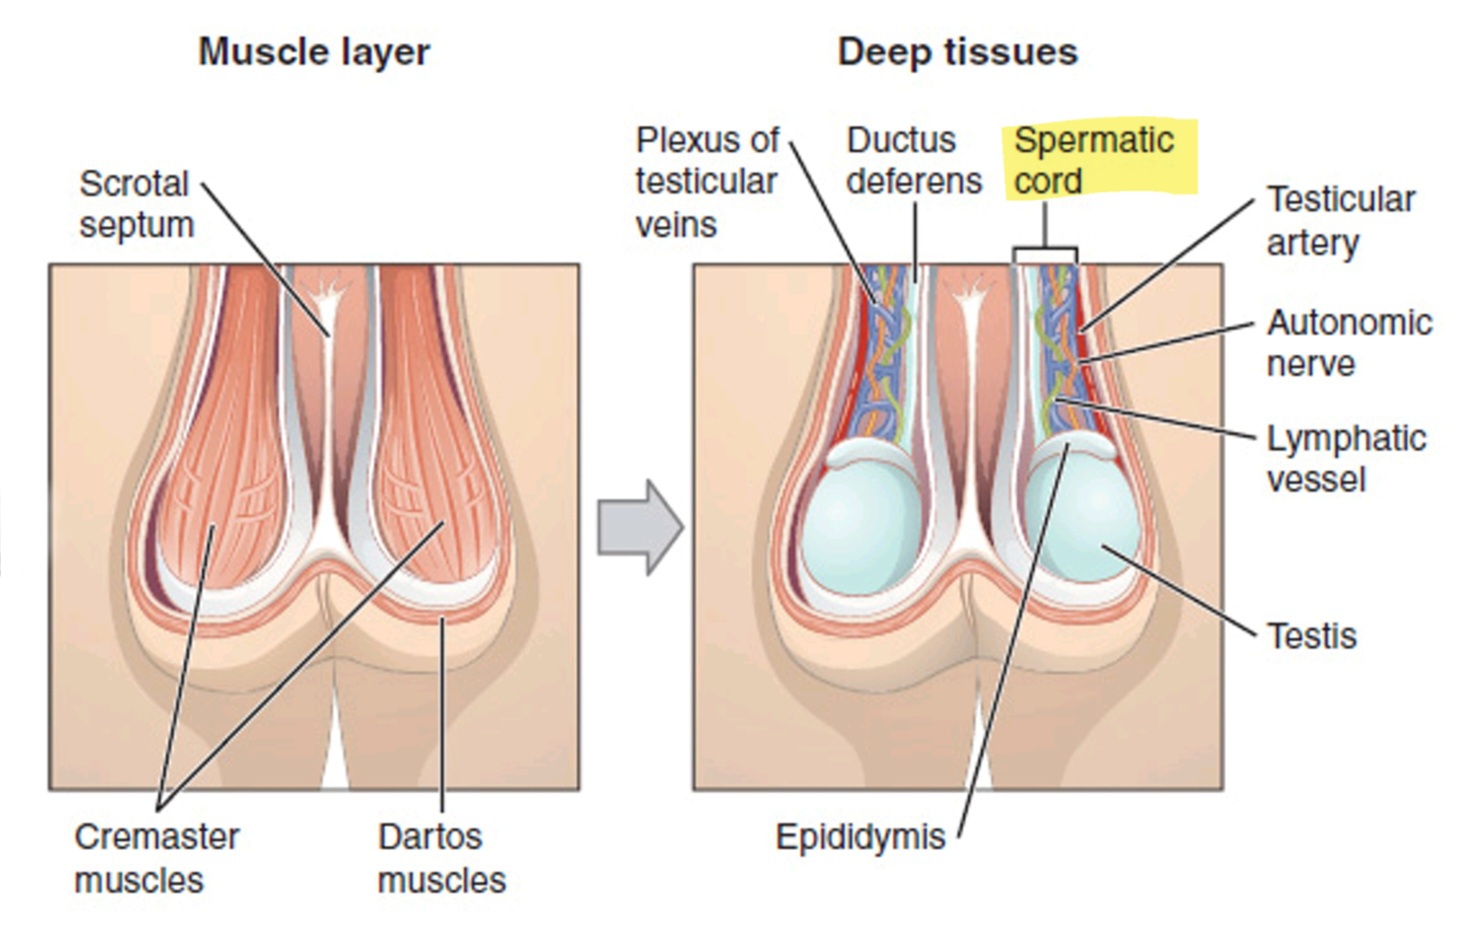 Muscle layer
Scrotal
septum
Cremaster
muscles
Dartos
muscles
Deep tissues
Plexus of
testicular
veins
Ductus
deferens
Spermatic
cord
Testicular
artery
Autonomic
nerve
Lymphatic
vessel
Testis
Epididymis